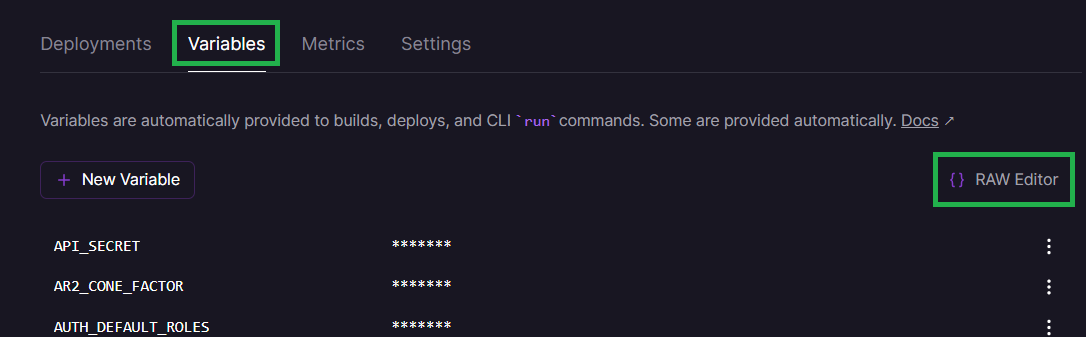 Deployments Variables Metrics Settings
Variables are automatically provided to builds, deploys, and CLI `run` commands. Some are provided automatically. Docs ↗
+ New Variable {} RAW Editor
API_SECRET *******
AR2_CONE_FACTOR *******
AUTH_DEFAULT_ROLES *******